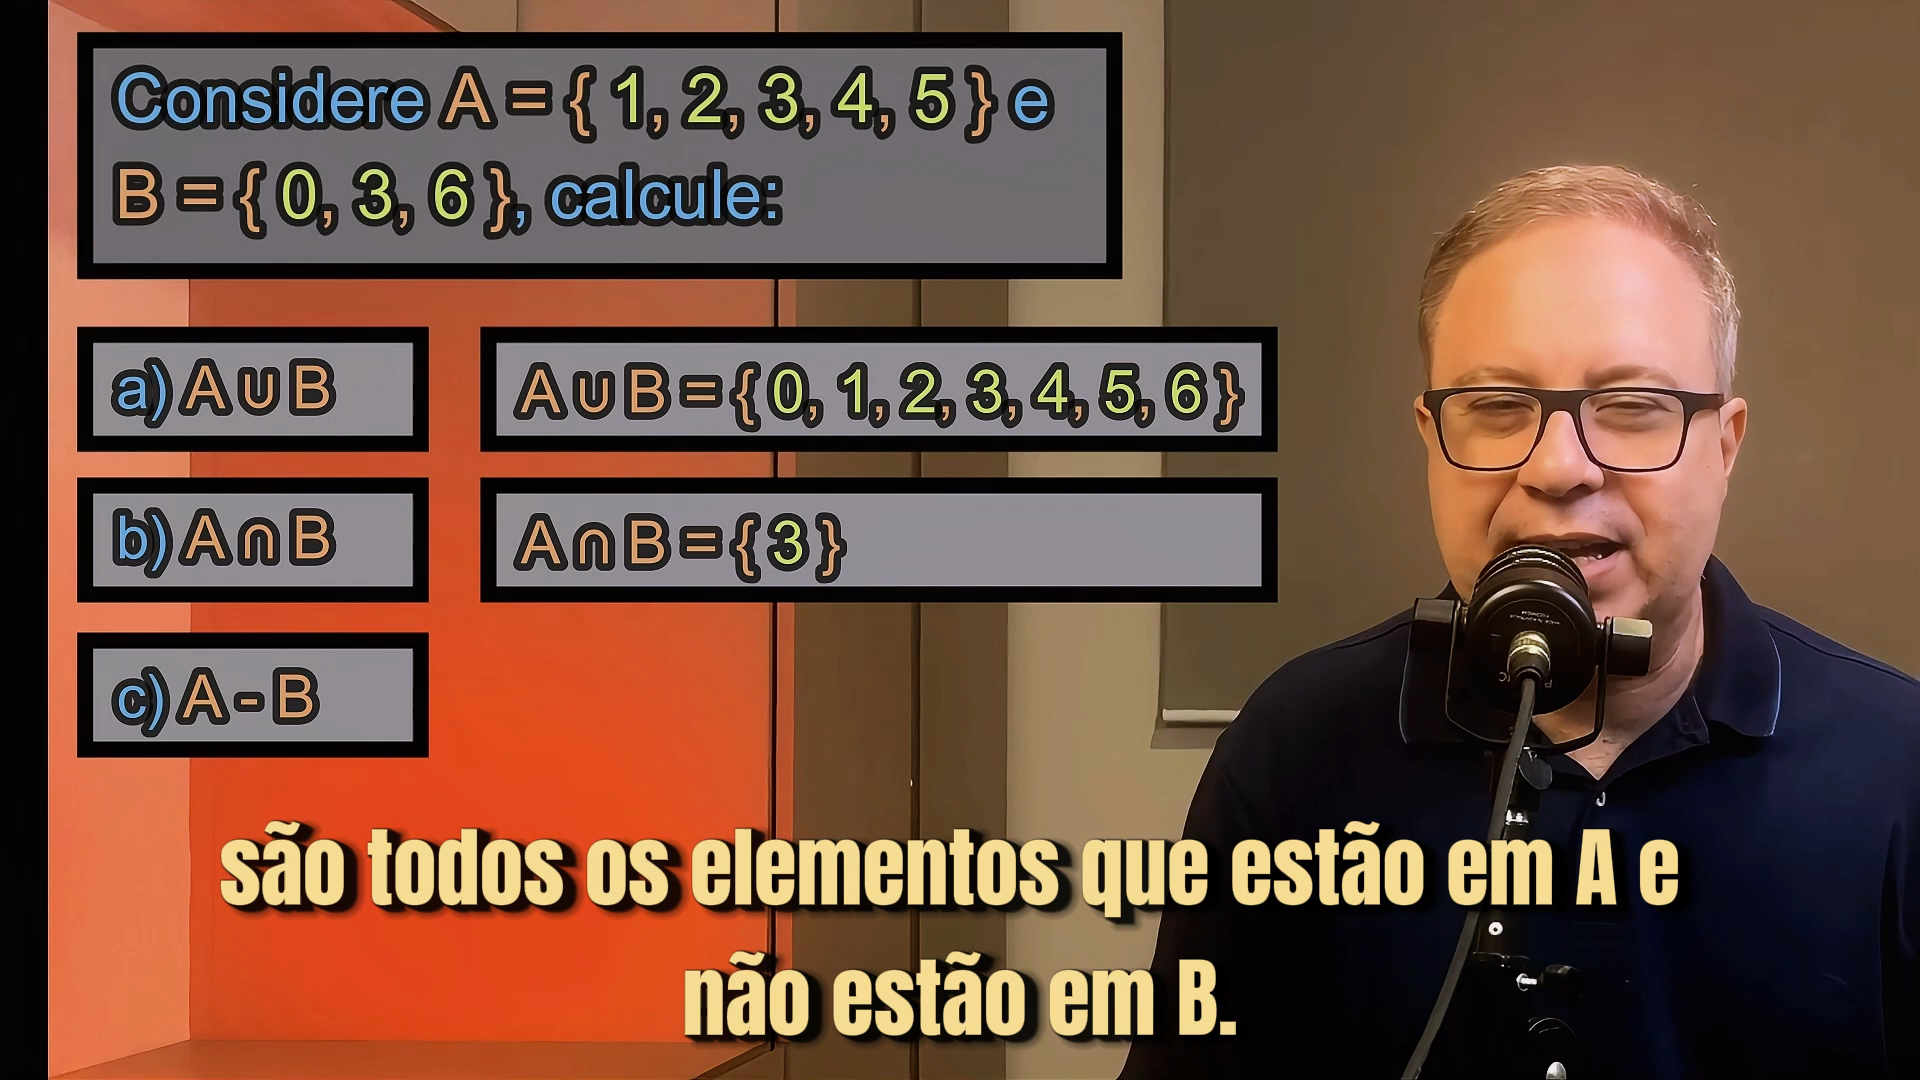 Considere A = { 1, 2, 3, 4, 5 } e
B = { 0, 3, 6 }, calcule:
a) A ∪ B
A ∪ B = { 0, 1, 2, 3, 4, 5, 6 }
b) A ∩ B
A ∩ B = { 3 }
c) A - B
são todos os elementos que estão em A e
não estão em B.